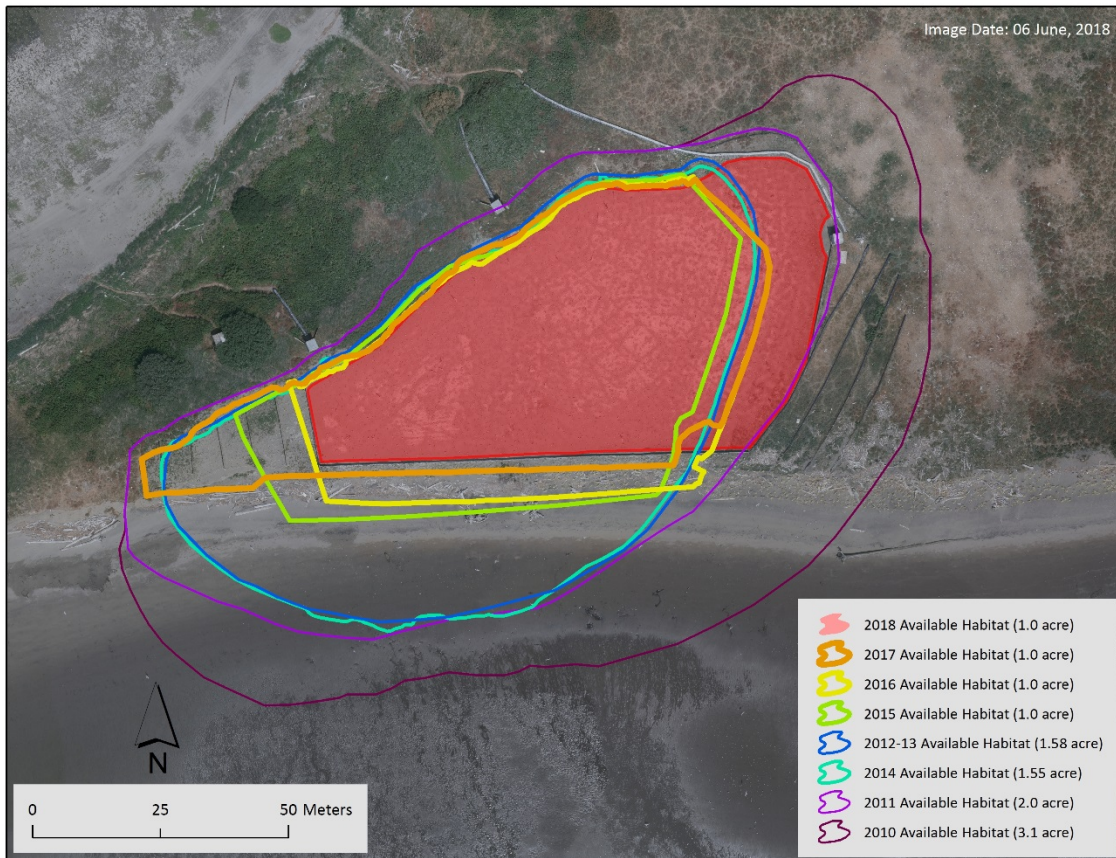 Image Date: 06 June, 2018
2018 Available Habitat (1.0 acre)
2017 Available Habitat (1.0 acre)
2016 Available Habitat (1.0 acre)
2015 Available Habitat (1.0 acre)
2012-13 Available Habitat (1.58 acre)
2014 Available Habitat (1.55 acre)
2011 Available Habitat (2.0 acre)
2010 Available Habitat (3.1 acre)
N
0 25 50 Meters